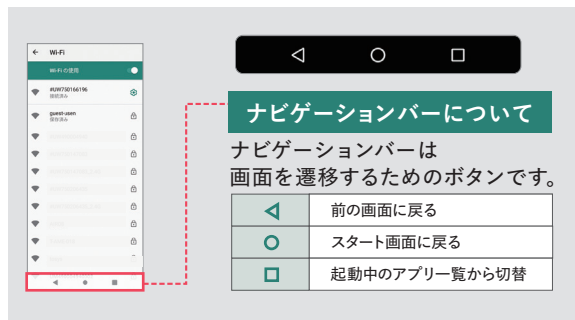 Wi-Fi
Wi-Fi の使用
#UW750166196
接続済み
guest-usen
保存済み
ナビゲーションバーについて
ナビゲーションバーは
画面を遷移するためのボタンです。
前の画面に戻る
スタート画面に戻る
起動中のアプリ一覧から切替